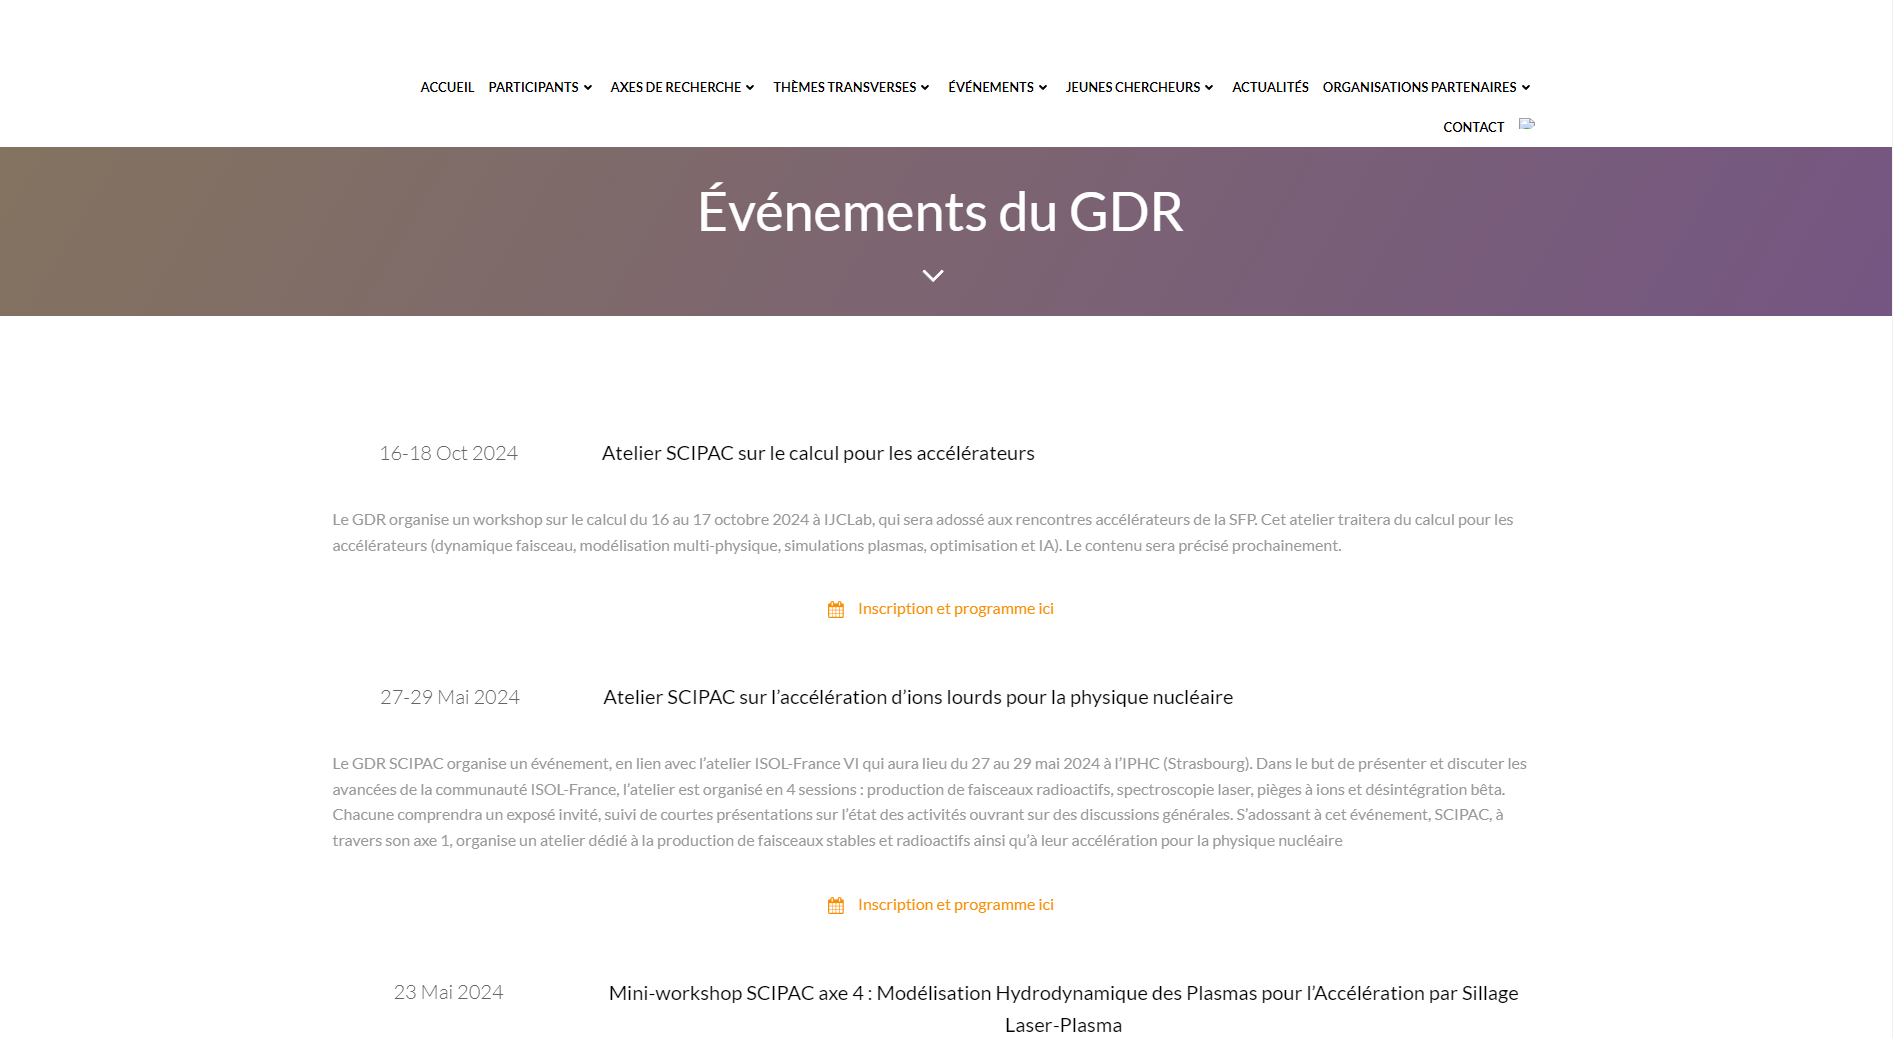 ACCUEIL PARTICIPANTS AXES DE RECHERCHE THÈMES TRANSVERSES ÉVÉNEMENTS JEUNES CHERCHEURS ACTUALITÉS ORGANISATIONS PARTENAIRES
CONTACT
Événements du GDR
16-18 Oct 2024 Atelier SCIPAC sur le calcul pour les accélérateurs
Le GDR organise un workshop sur le calcul du 16 au 17 octobre 2024 à IJCLab, qui sera adossé aux rencontres accélérateurs de la SFP. Cet atelier traitera du calcul pour les
accélérateurs (dynamique faisceau, modélisation multi-physique, simulations plasmas, optimisation et IA). Le contenu sera précisé prochainement.
Inscription et programme ici
27-29 Mai 2024 Atelier SCIPAC sur l’accélération d’ions lourds pour la physique nucléaire
Le GDR SCIPAC organise un événement, en lien avec l’atelier ISOL-France VI qui aura lieu du 27 au 29 mai 2024 à l’IPHC (Strasbourg). Dans le but de présenter et discuter les
avancées de la communauté ISOL-France, l’atelier est organisé en 4 sessions : production de faisceaux radioactifs, spectroscopie laser, pièges à ions et désintégration bêta.
Chacune comprendra un exposé invité, suivi de courtes présentations sur l’état des activités ouvrant sur des discussions générales. S’adossant à cet événement, SCIPAC, à
travers son axe 1, organise un atelier dédié à la production de faisceaux stables et radioactifs ainsi qu’à leur accélération pour la physique nucléaire
Inscription et programme ici
23 Mai 2024 Mini-workshop SCIPAC axe 4 : Modélisation Hydrodynamique des Plasmas pour l’Accélération par Sillage
Laser-Plasma